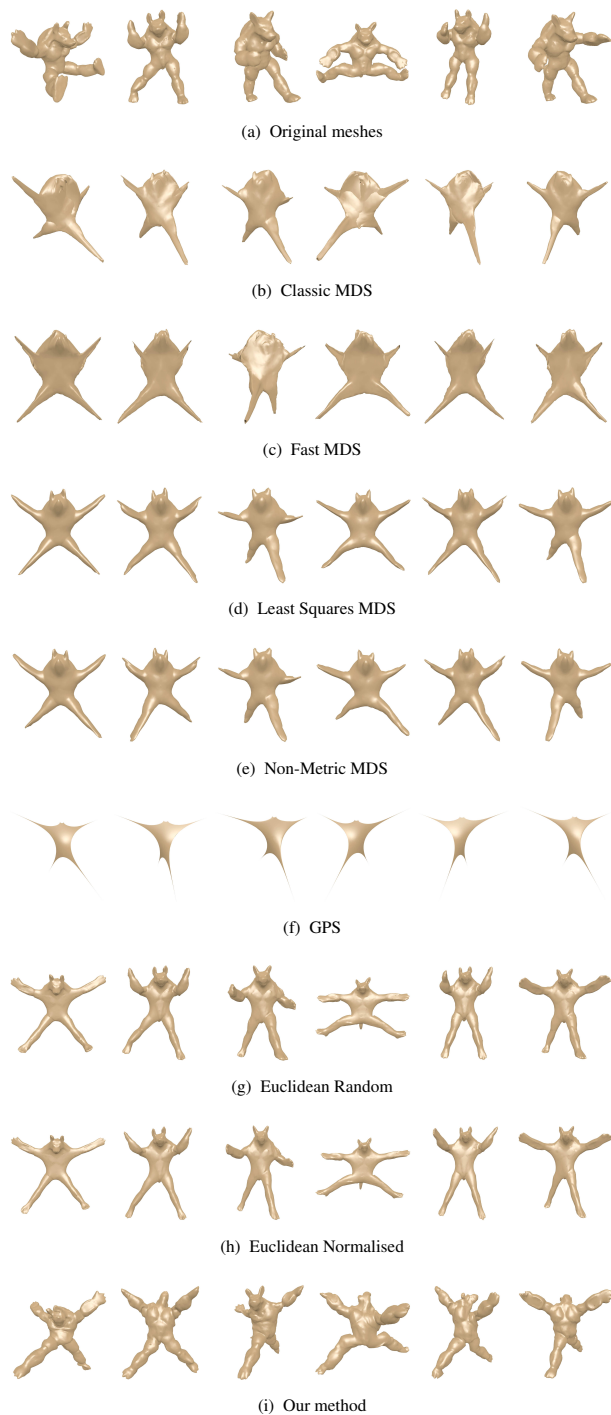 (a) Original meshes
(b) Classic MDS
(c) Fast MDS
(d) Least Squares MDS
(e) Non-Metric MDS
(f) GPS
(g) Euclidean Random
(h) Euclidean Normalised
(i) Our method